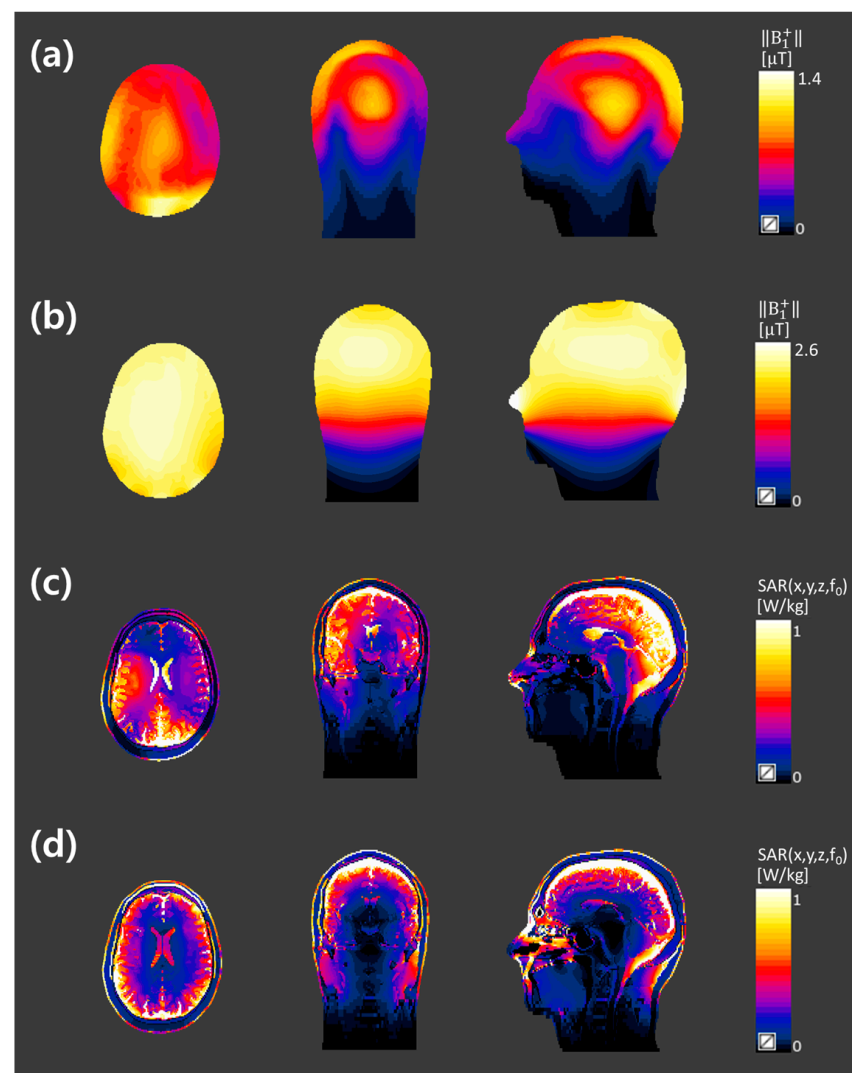 (a)
||B₁⁺||
[μT]
1.4
0
(b)
||B₁⁺||
[μT]
2.6
0
(c)
SAR(x,y,z,f₀)
[W/kg]
1
0
(d)
SAR(x,y,z,f₀)
[W/kg]
1
0